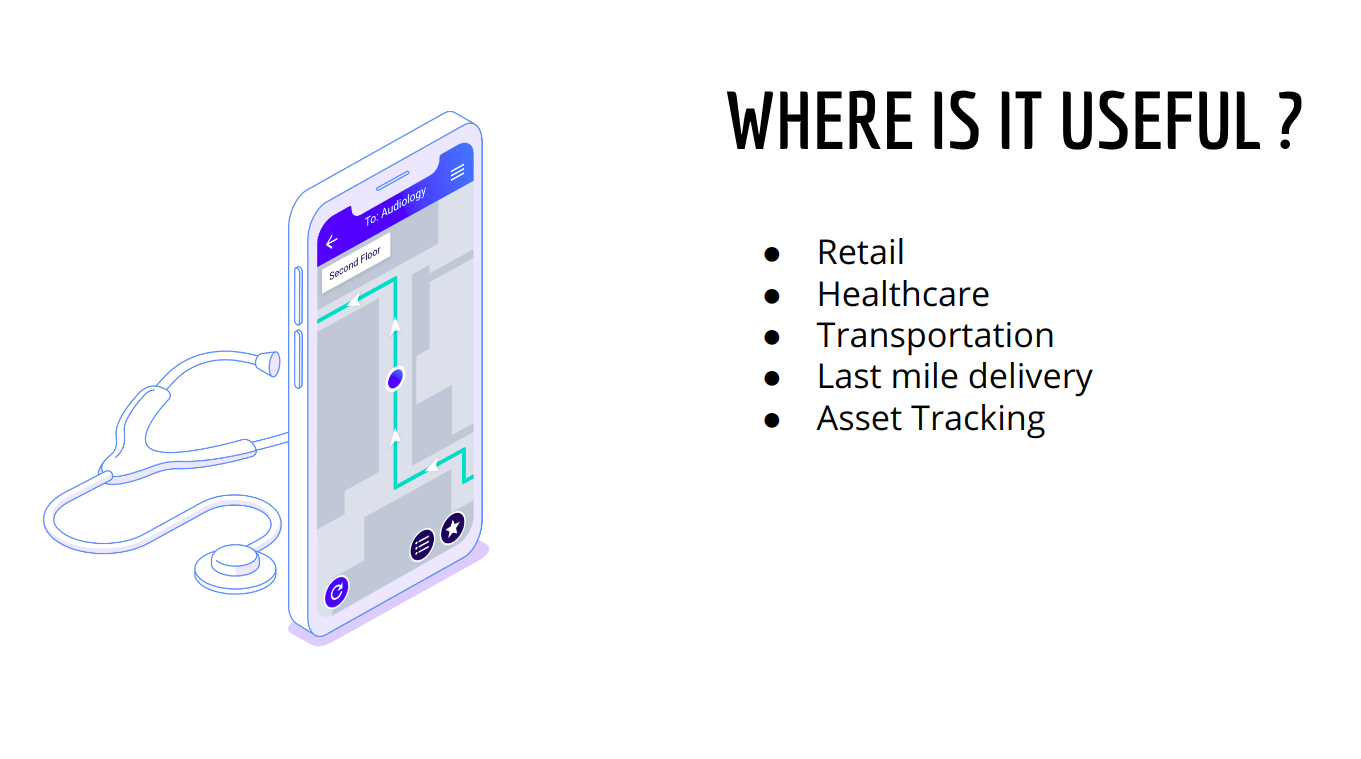 WHERE IS IT USEFUL ?
To: Audiology
Second Floor
● Retail
● Healthcare
● Transportation
● Last mile delivery
● Asset Tracking